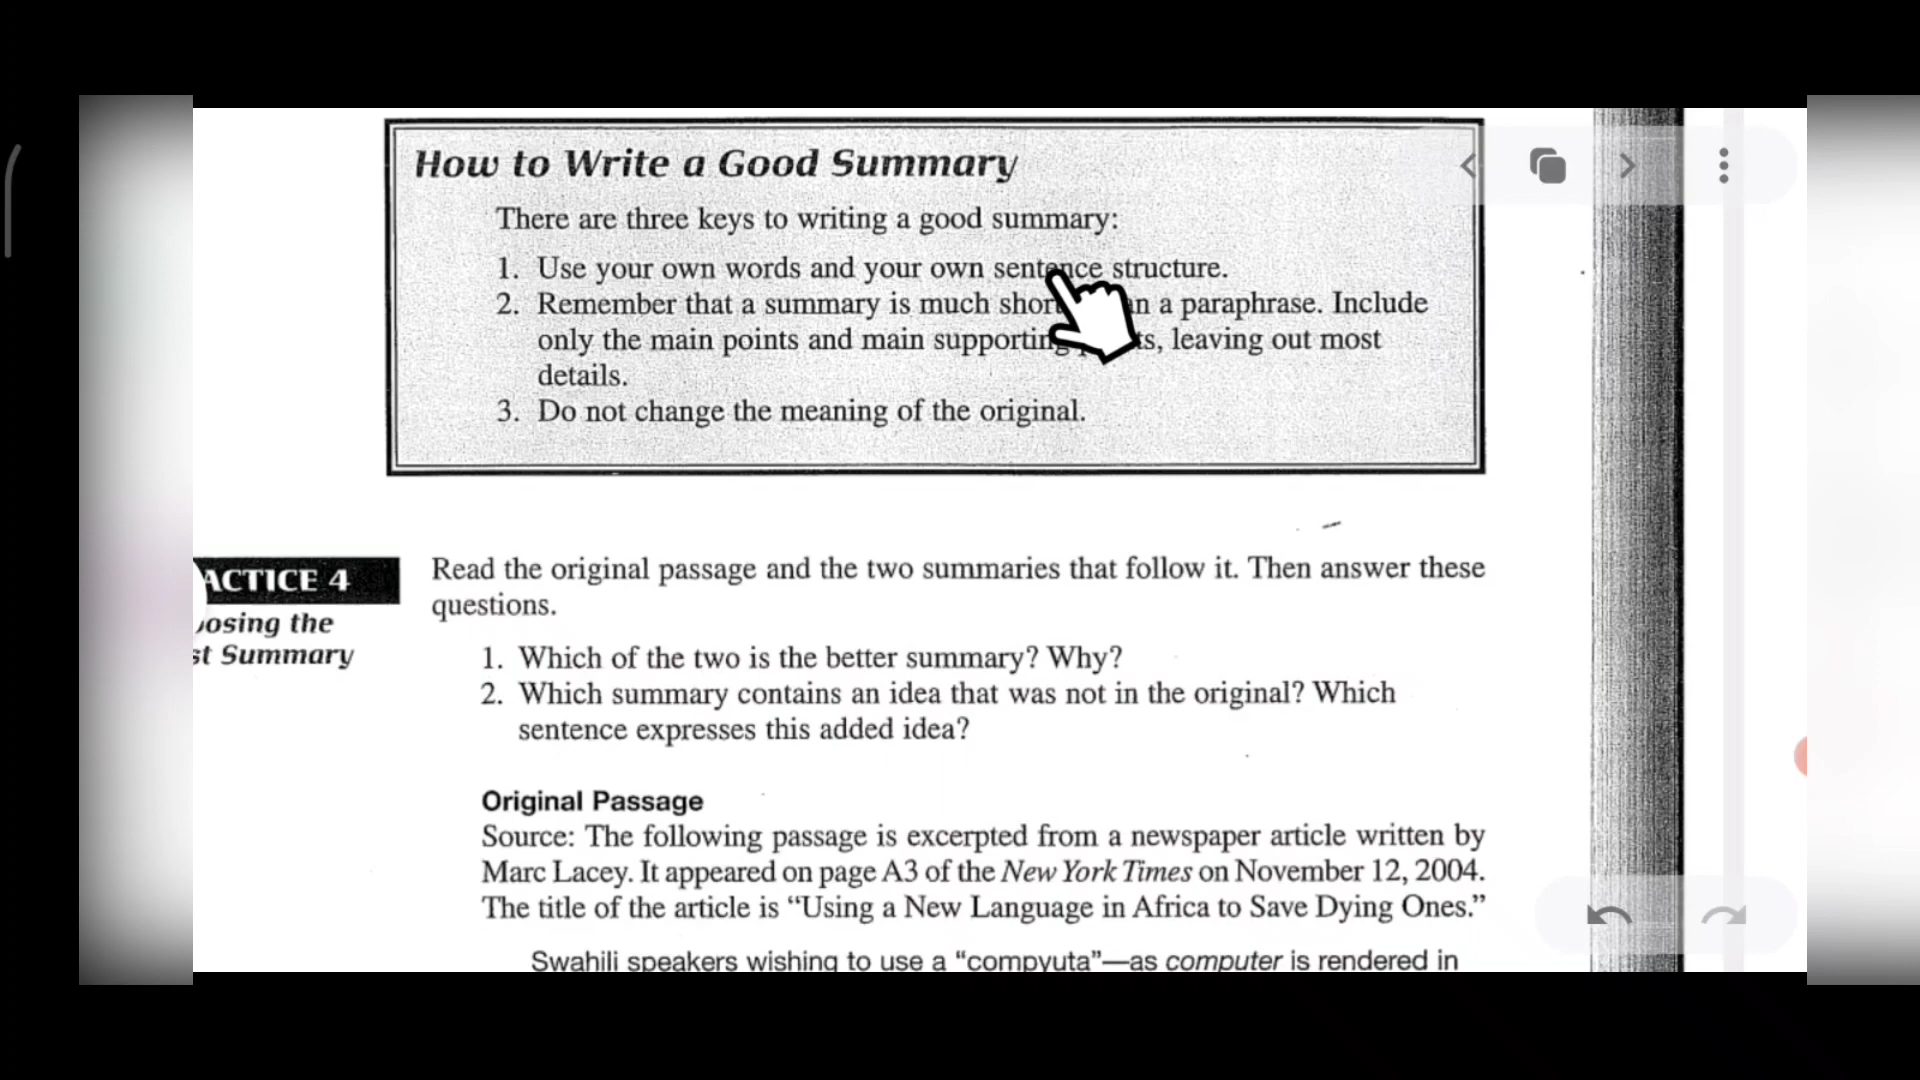 How to Write a Good Summary
There are three keys to writing a good summary:
1. Use your own words and your own sentence structure.
2. Remember that a summary is much a paraphrase. Include
only the main points and main supporting, leaving out most
details.
3. Do not change the meaning of the original.
ACTICE 4
osing the
st Summary
Read the original passage and the two summaries that follow it. Then answer these
questions.
1. Which of the two is the better summary? Why?
2. Which summary contains an idea that was not in the original? Which
sentence expresses this added idea?
Original Passage
Source: The following passage is excerpted from a newspaper article written by
Marc Lacey. It appeared on page A3 of the New York Times on November 12, 2004.
The title of the article is “Using a New Language in Africa to Save Dying Ones.”
Swahili speakers wishing to use a “compyuta”—as computer is rendered in